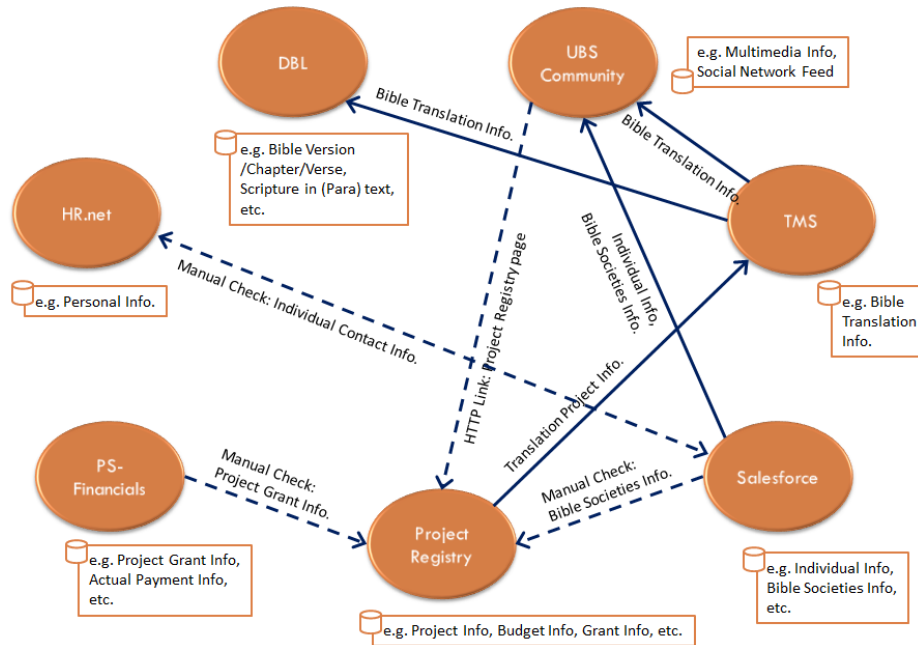 DBL
UBS
Community
e.g. Multimedia Info,
Social Network Feed
Bible Translation Info.
Bible Translation Info.
e.g. Bible Version
/Chapter/Verse,
Scripture in (Para) text,
etc.
HR.net
TMS
e.g. Personal Info.
Manual Check: Individual Contact Info.
HTTP Link: Project Registry page
Individual Info,
Bible Societies Info.
e.g. Bible
Translation
Info.
Translation Project Info.
PS-
Financials
Manual Check:
Project Grant Info.
Project
Registry
Manual Check:
Bible Societies Info.
Salesforce
e.g. Project Grant Info,
Actual Payment Info,
etc.
e.g. Individual Info,
Bible Societies Info,
etc.
e.g. Project Info, Budget Info, Grant Info, etc.